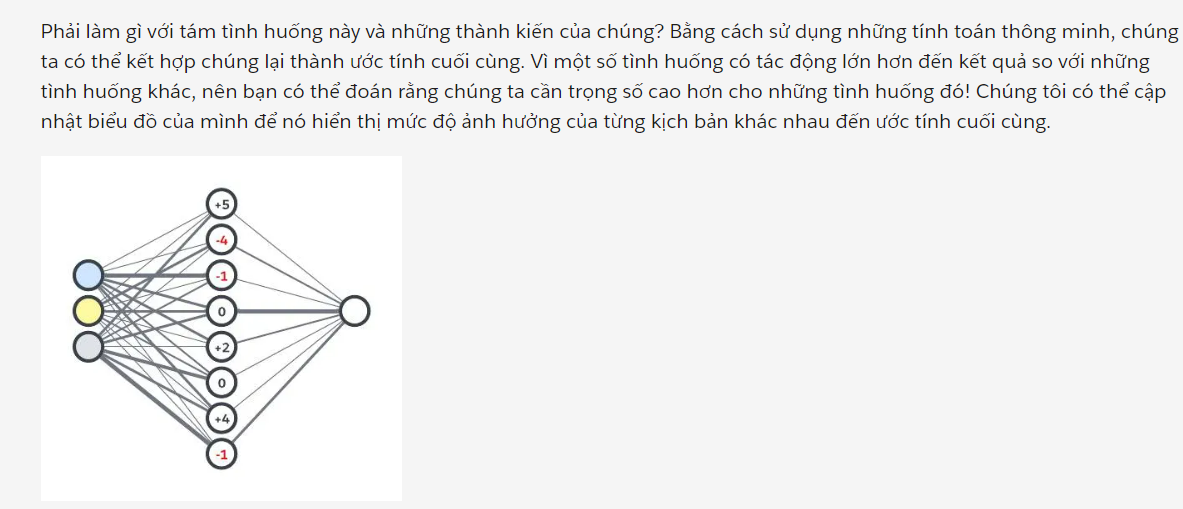 Phải làm gì với tám tình huống này và những thành kiến của chúng? Bằng cách sử dụng những tính toán thông minh, chúng
ta có thể kết hợp chúng lại thành ước tính cuối cùng. Vì một số tình huống có tác động lớn hơn đến kết quả so với những
tình huống khác, nên bạn có thể đoán rằng chúng ta cần trọng số cao hơn cho những tình huống đó! Chúng tôi có thể cập
nhật biểu đồ của mình để nó hiển thị mức độ ảnh hưởng của từng kịch bản khác nhau đến ước tính cuối cùng.
+5
-4
-1
0
+2
0
+4
-1